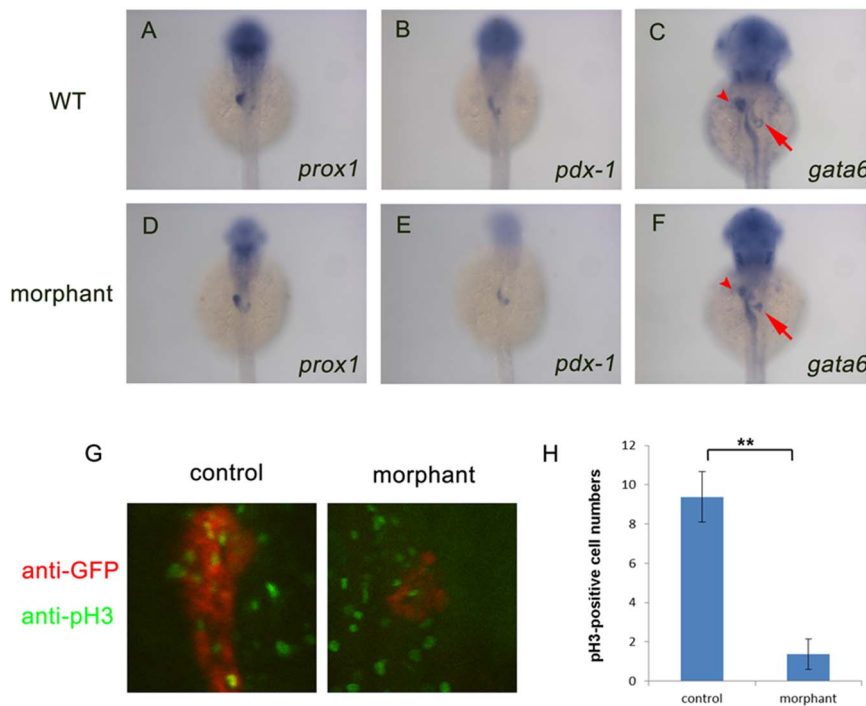 A
B
C
WT
prox1
pdx-1
gata6
D
E
F
morphant
prox1
pdx-1
gata6
G
control
morphant
anti-GFP
anti-pH3
H
**
pH3-positive cell numbers
12
10
8
6
4
2
0
control
morphant